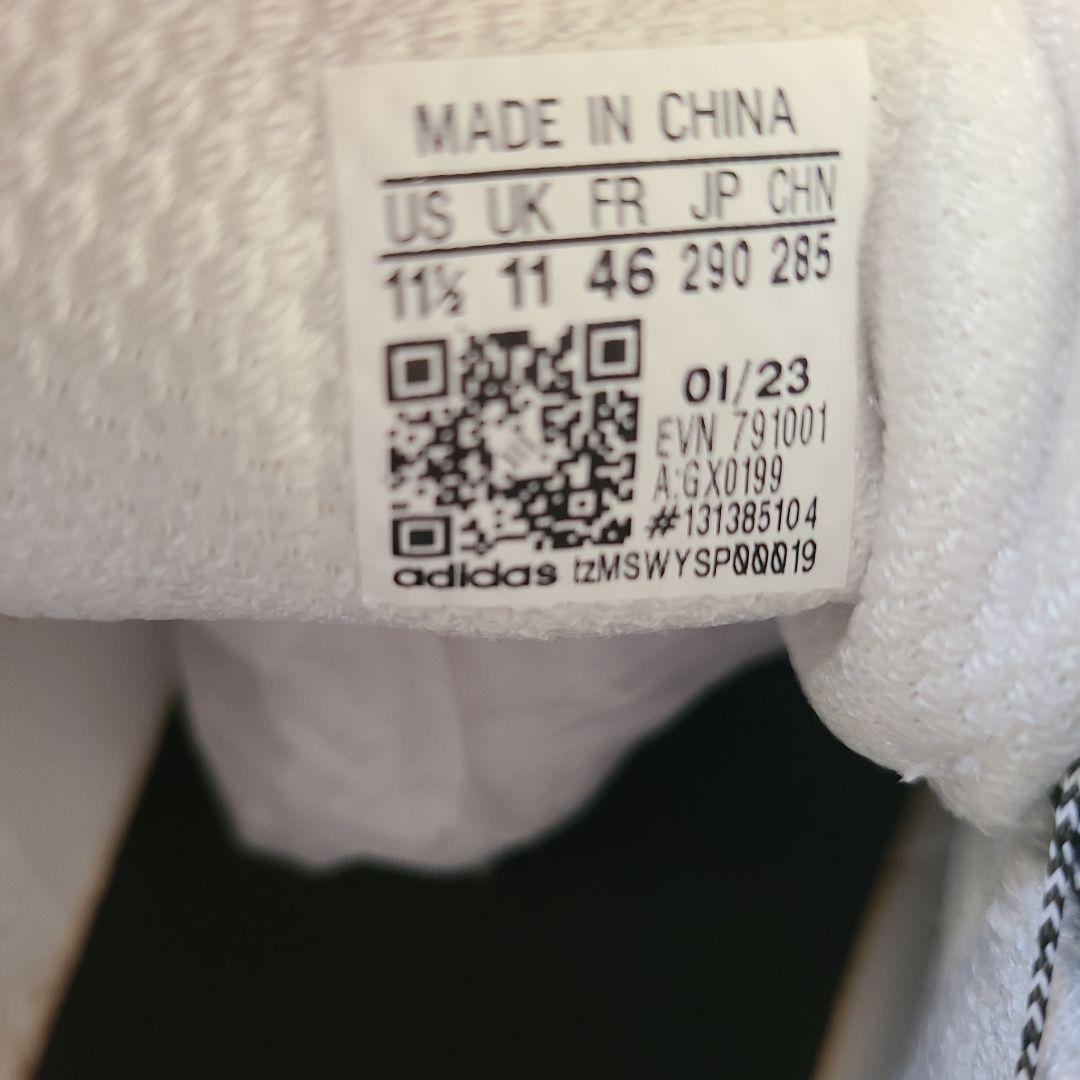 MADE IN CHINA
US UK FR JP CHN
11½ 11 46 290 285
01/23
EVN 791001
A:GX0199
#131385104
adidas tzMSWYSP00019